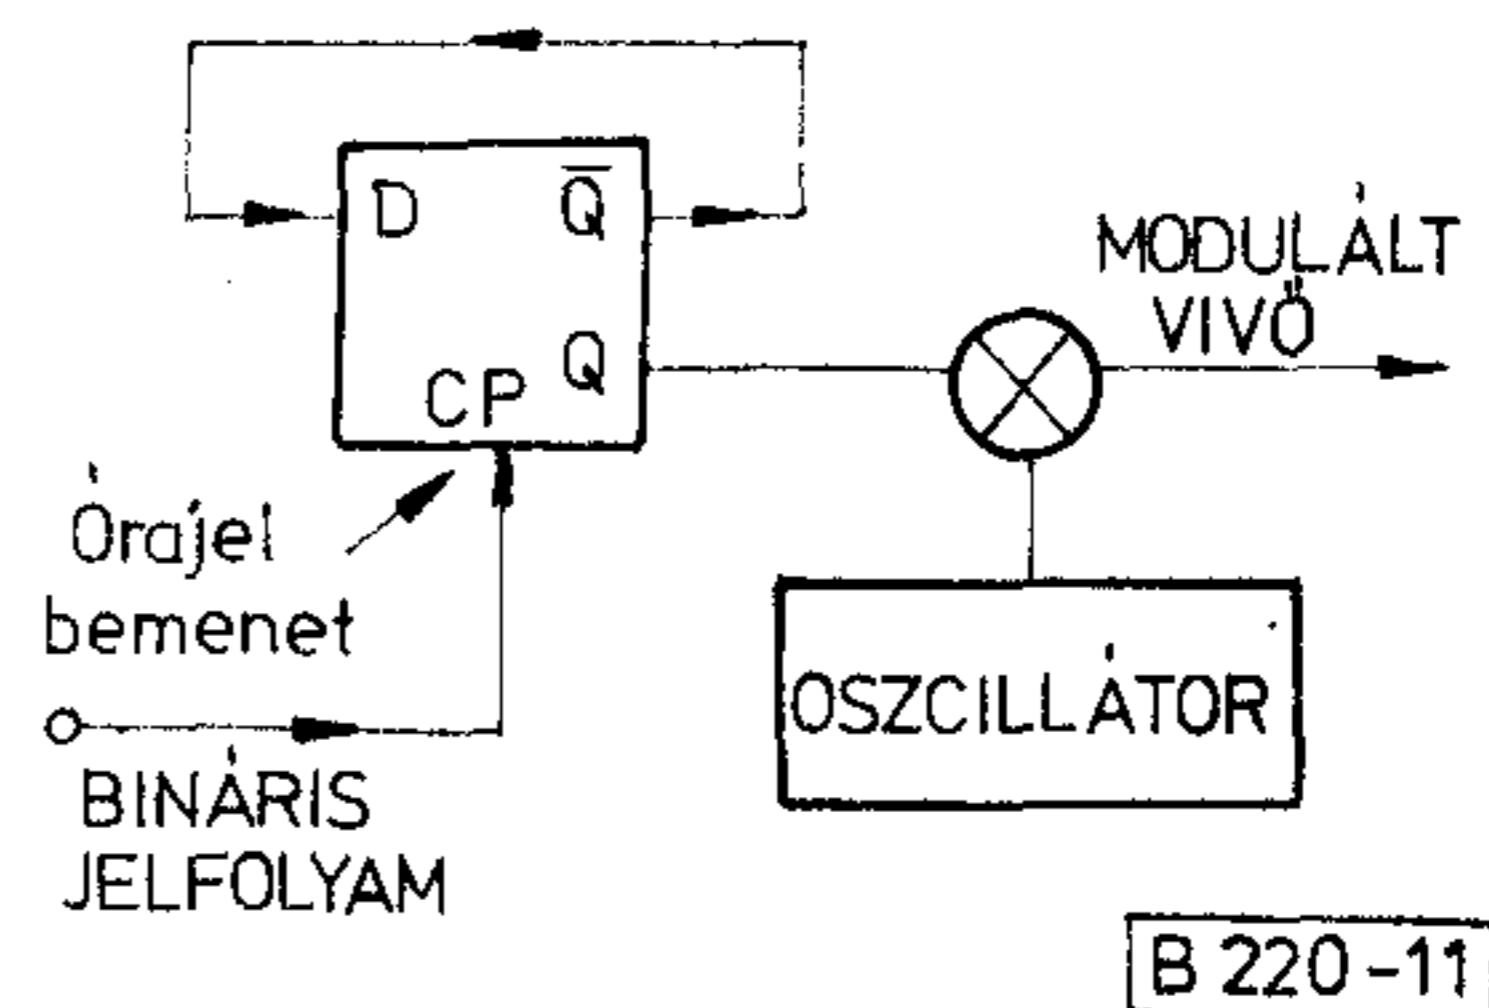 D
Q̅
Q
CP
MODULÁLT
VIVŐ
Órajel
bemenet
OSZCILLÁTOR
BINÁRIS
JELFOLYAM
B 220-11